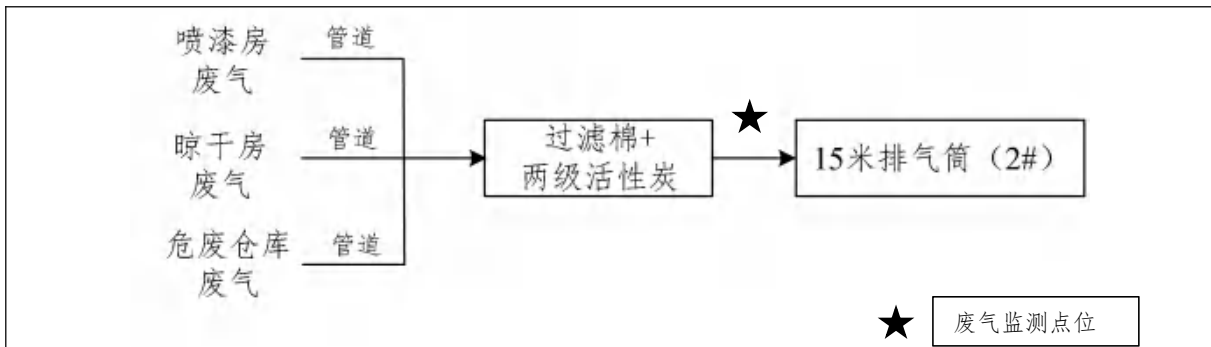 喷漆房
废气
管道
晾干房
废气
管道
危废仓库
废气
管道
过滤棉+
两级活性炭
15米排气筒（2#）
废气监测点位